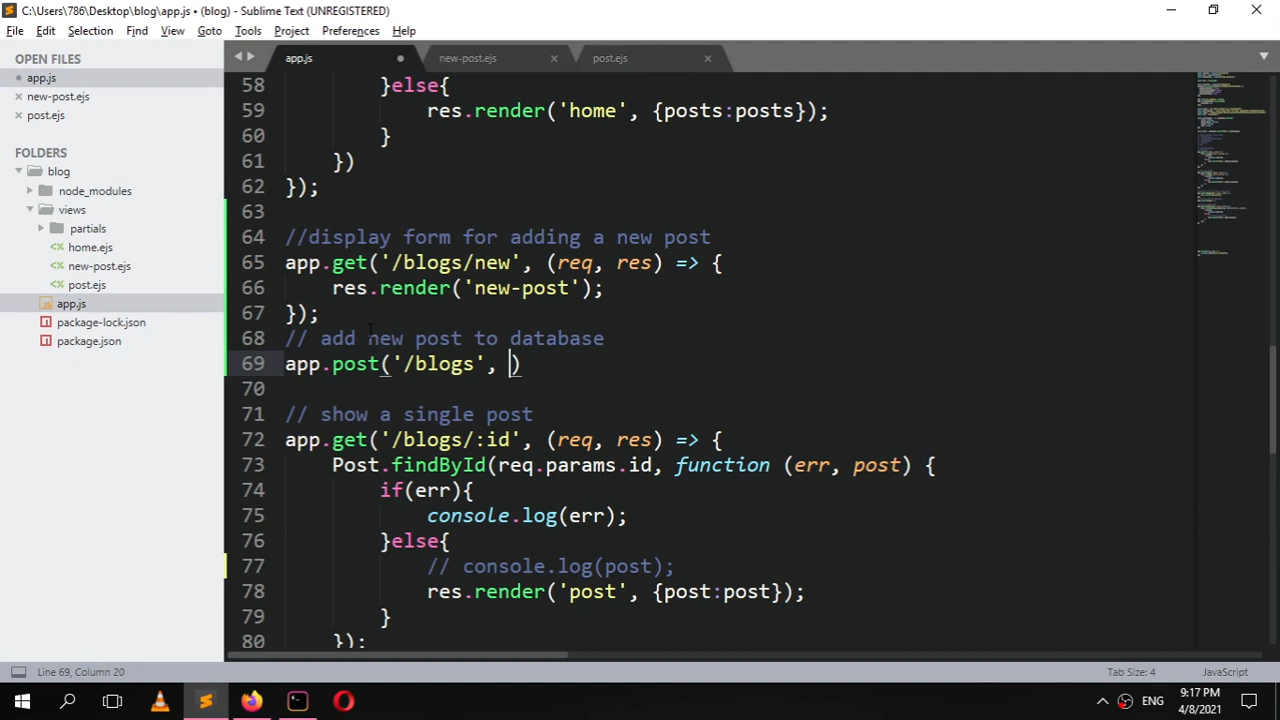 C:\Users\786\Desktop\blog\app.js • (blog) - Sublime Text (UNREGISTERED)
File Edit Selection Find View Goto Tools Project Preferences Help
OPEN FILES
app.js
new-post.ejs
post.ejs
FOLDERS
blog
node_modules
views
partials
home.ejs
new-post.ejs
post.ejs
app.js
package-lock.json
package.json
app.js new-post.ejs post.ejs
58 }else{
59 res.render('home', {posts:posts});
60 }
61 })
62 });
63
64 //display form for adding a new post
65 app.get('/blogs/new', (req, res) => {
66 res.render('new-post');
67 });
68 // add new post to database
69 app.post('/blogs', )
70
71 // show a single post
72 app.get('/blogs/:id', (req, res) => {
73 Post.findById(req.params.id, function (err, post) {
74 if(err){
75 console.log(err);
76 }else{
77 // console.log(post);
78 res.render('post', {post:post});
79 }
80 });
Line 69, Column 20
Tab Size: 4 JavaScript
ENG
9:17 PM
4/8/2021